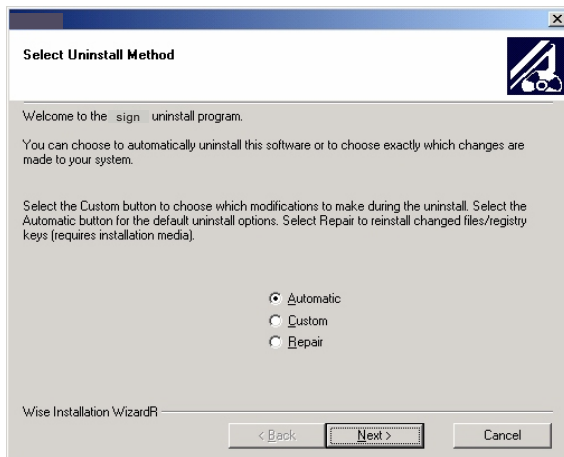 Select Uninstall Method
Welcome to the sign uninstall program.
You can choose to automatically uninstall this software or to choose exactly which changes are
made to your system.
Select the Custom button to choose which modifications to make during the uninstall. Select the
Automatic button for the default uninstall options. Select Repair to reinstall changed files/registry
keys (requires installation media).
Automatic
Custom
Repair
Wise Installation WizardR
< Back
Next >
Cancel